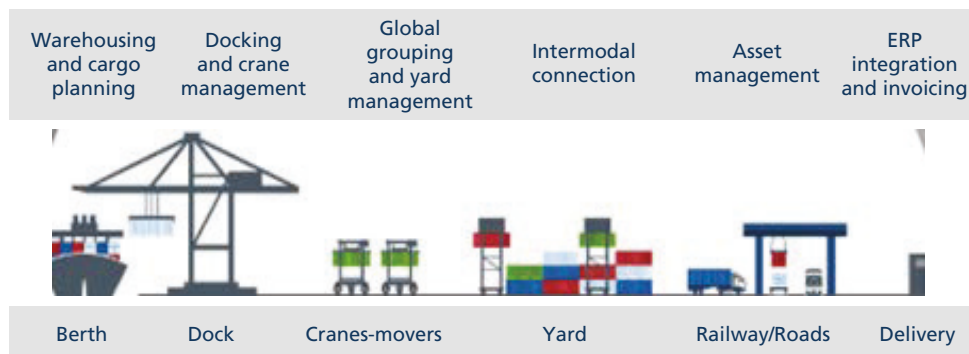 Warehousing
and cargo
planning
Docking
and crane
management
Global
grouping
and yard
management
Intermodal
connection
Asset
management
ERP
integration
and invoicing
Berth
Dock
Cranes-movers
Yard
Railway/Roads
Delivery